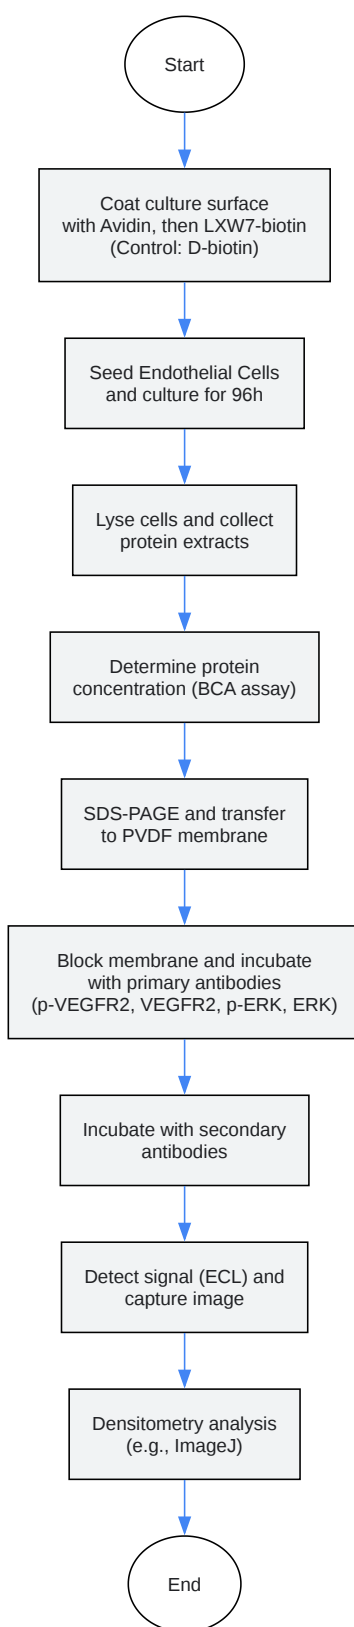 Start
Coat culture surface
with Avidin, then LXW7-biotin
(Control: D-biotin)
Seed Endothelial Cells
and culture for 96h
Lyse cells and collect
protein extracts
Determine protein
concentration (BCA assay)
SDS-PAGE and transfer
to PVDF membrane
Block membrane and incubate
with primary antibodies
(p-VEGFR2, VEGFR2, p-ERK, ERK)
Incubate with secondary
antibodies
Detect signal (ECL) and
capture image
Densitometry analysis
(e.g., ImageJ)
End